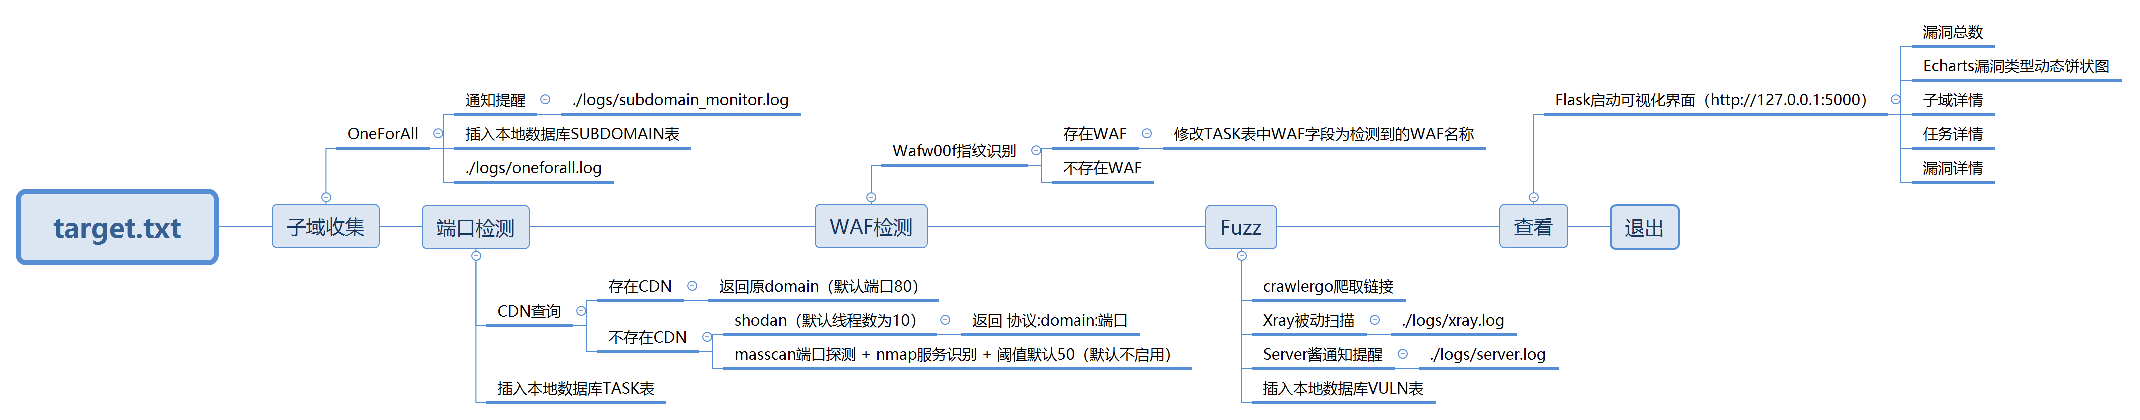 target.txt
子域收集
OneForAll
通知提醒
./logs/subdomain_monitor.log
插入本地数据库SUBDOMAIN表
./logs/oneforall.log
端口检测
CDN查询
存在CDN
返回原domain（默认端口80）
不存在CDN
shodan（默认线程数为10）
返回 协议:domain:端口
masscan端口探测 + nmap服务识别 + 阈值默认50（默认不启用）
插入本地数据库TASK表
WAF检测
Wafw00f指纹识别
存在WAF
修改TASK表中WAF字段为检测到的WAF名称
不存在WAF
Fuzz
crawlergo爬取链接
Xray被动扫描
./logs/xray.log
Server酱通知提醒
./logs/server.log
插入本地数据库VULN表
查看
Flask启动可视化界面（http://127.0.0.1:5000）
漏洞总数
Echarts漏洞类型动态饼状图
子域详情
任务详情
漏洞详情
退出